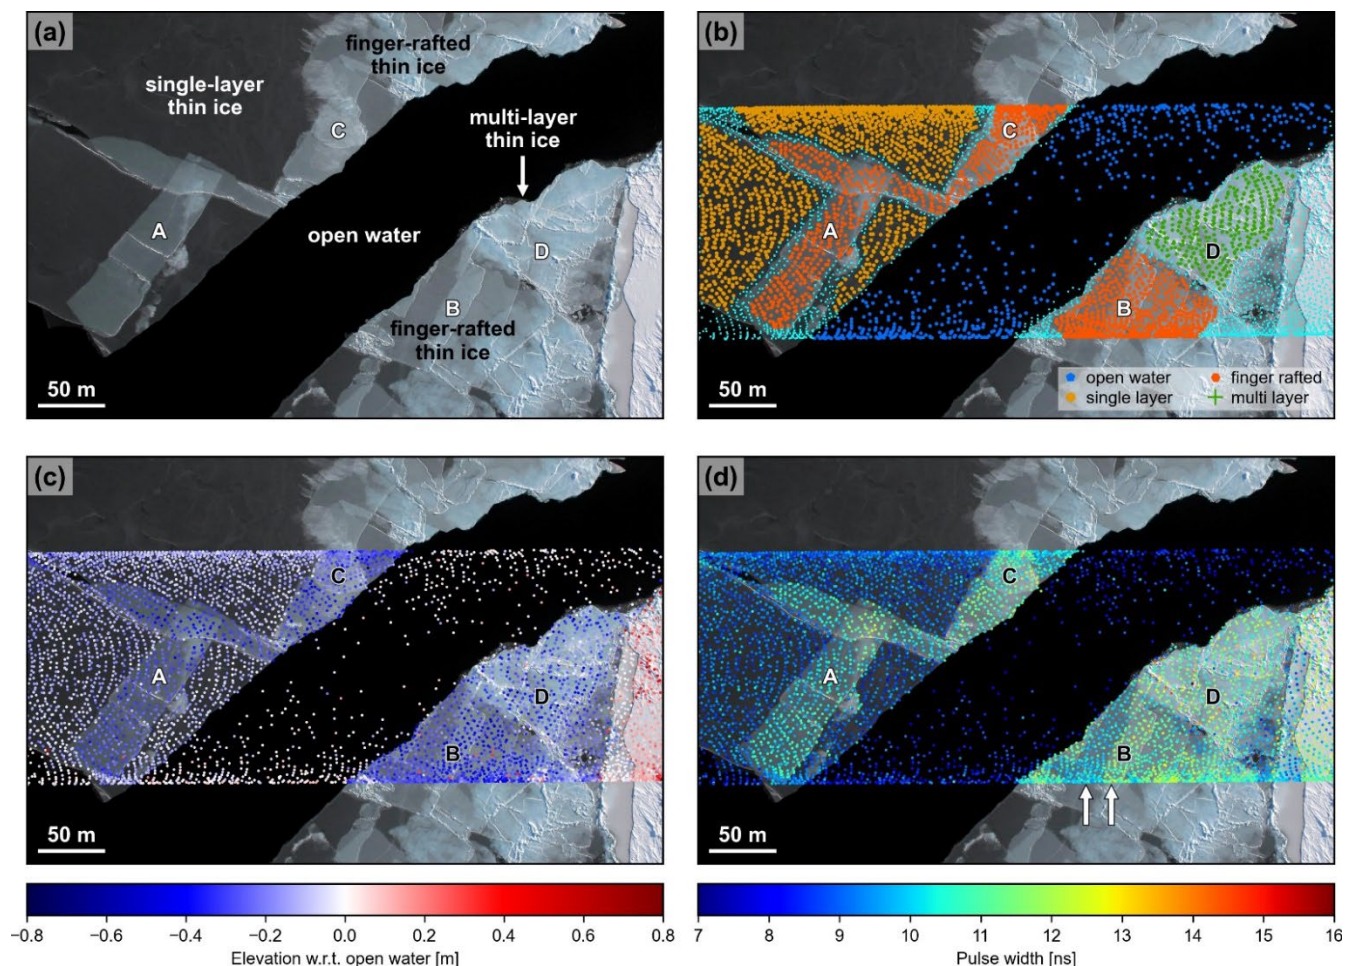 (a)
finger-rafted
thin ice
single-layer
thin ice
multi-layer
thin ice
C
A
open water
D
B
finger-rafted
thin ice
50 m
(b)
C
A
D
B
open water
finger rafted
single layer
multi layer
50 m
(c)
C
A
D
B
50 m
(d)
C
A
D
B
50 m
−0.8 −0.6 −0.4 −0.2 0.0 0.2 0.4 0.6 0.8
Elevation w.r.t. open water [m]
7 8 9 10 11 12 13 14 15 16
Pulse width [ns]